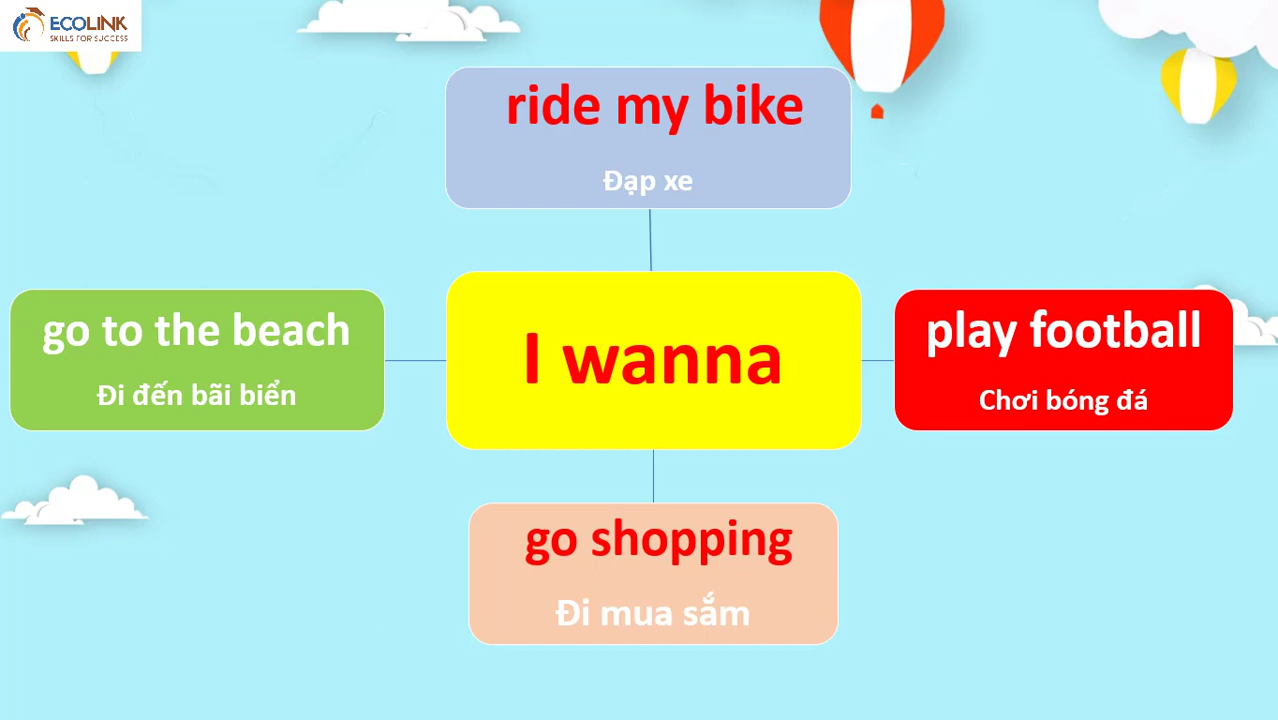 ECOLINK
SKILLS FOR SUCCESS
ride my bike
Đạp xe
go to the beach
Đi đến bãi biển
I wanna
play football
Chơi bóng đá
go shopping
Đi mua sắm